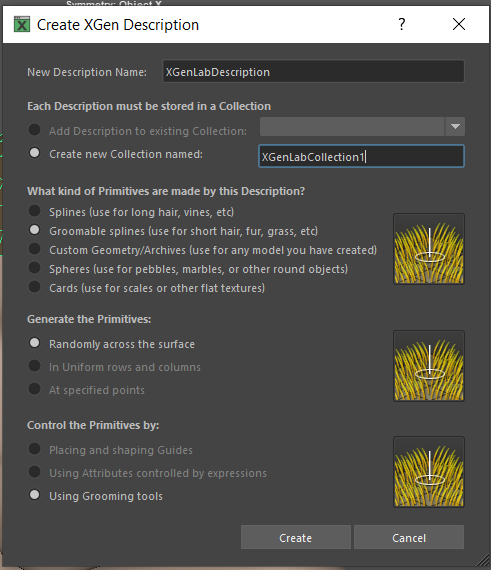 Symmetry: Object X
Create XGen Description
?
New Description Name: XGenLabDescription
Each Description must be stored in a Collection
Add Description to existing Collection:
Create new Collection named: XGenLabCollection1
What kind of Primitives are made by this Description?
Splines (use for long hair, vines, etc)
Groomable splines (use for short hair, fur, grass, etc)
Custom Geometry/Archives (use for any model you have created)
Spheres (use for pebbles, marbles, or other round objects)
Cards (use for scales or other flat textures)
Generate the Primitives:
Randomly across the surface
In Uniform rows and columns
At specified points
Control the Primitives by:
Placing and shaping Guides
Using Attributes controlled by expressions
Using Grooming tools
Create Cancel